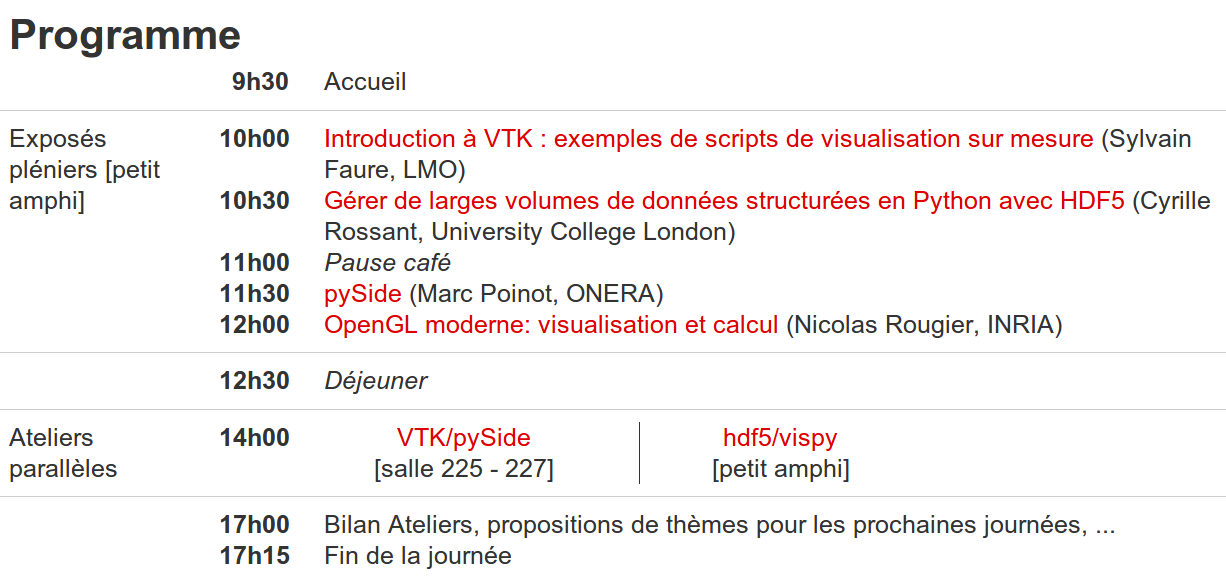 Programme
9h30 Accueil
Exposés 10h00 Introduction à VTK : exemples de scripts de visualisation sur mesure (Sylvain
pléniers [petit Faure, LMO)
amphi] 10h30 Gérer de larges volumes de données structurées en Python avec HDF5 (Cyrille
Rossant, University College London)
11h00 Pause café
11h30 pySide (Marc Poinot, ONERA)
12h00 OpenGL moderne: visualisation et calcul (Nicolas Rougier, INRIA)
12h30 Déjeuner
Ateliers 14h00 VTK/pySide hdf5/vispy
parallèles [salle 225 - 227] [petit amphi]
17h00 Bilan Ateliers, propositions de thèmes pour les prochaines journées, ...
17h15 Fin de la journée